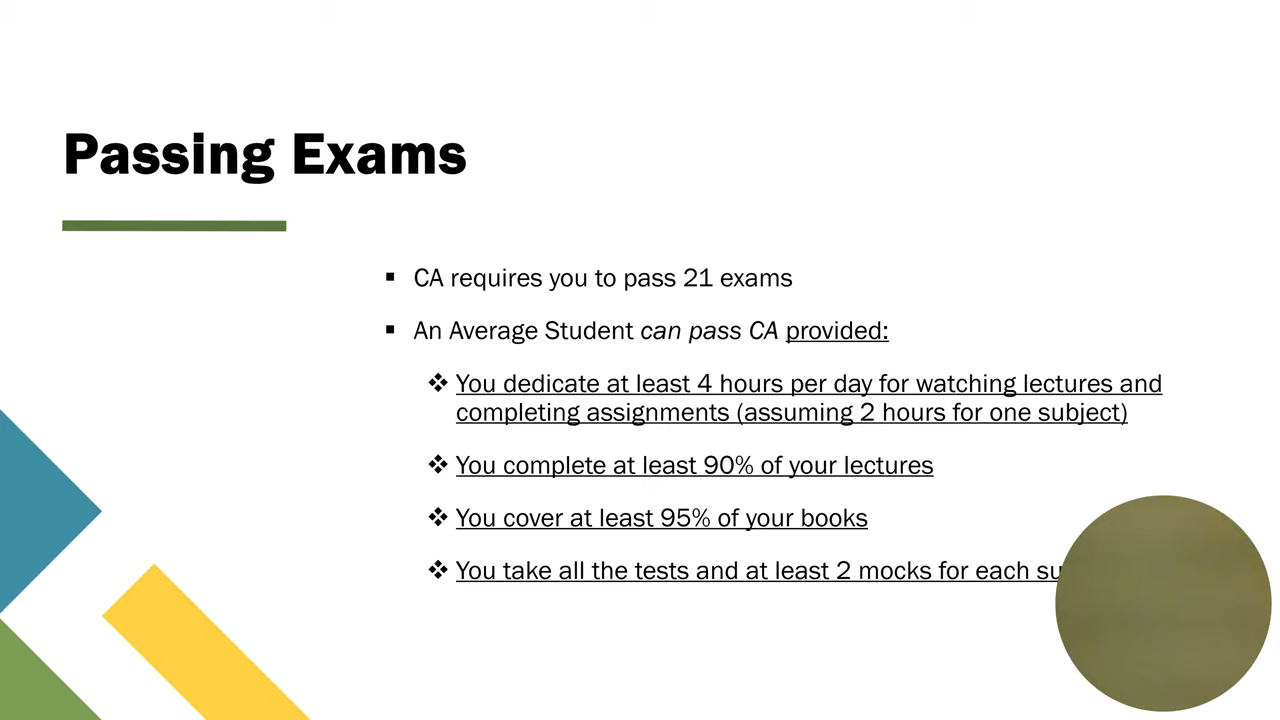 Passing Exams
CA requires you to pass 21 exams
An Average Student can pass CA provided:
You dedicate at least 4 hours per day for watching lectures and
completing assignments (assuming 2 hours for one subject)
You complete at least 90% of your lectures
You cover at least 95% of your books
You take all the tests and at least 2 mocks for each